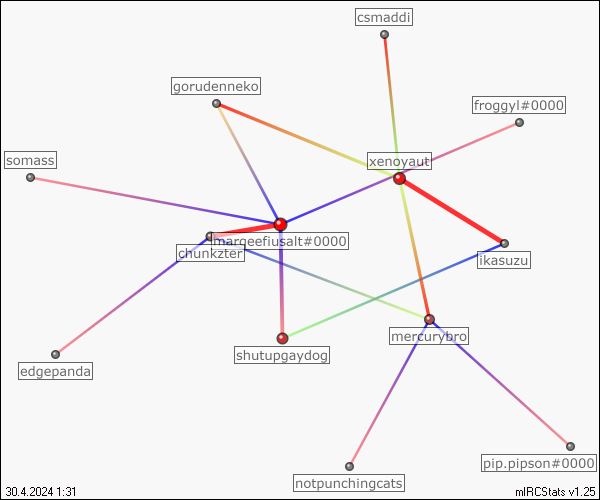 csmaddi
gorudenneko
froggyl#0000
xenoyaut
somass
marqeefiusalt#0000
chunkzter
ikasuzu
mercurybro
shutupgaydog
edgepanda
pip.pipson#0000
notpunchingcats
30.4.2024 1:31
mIRCStats v1.25